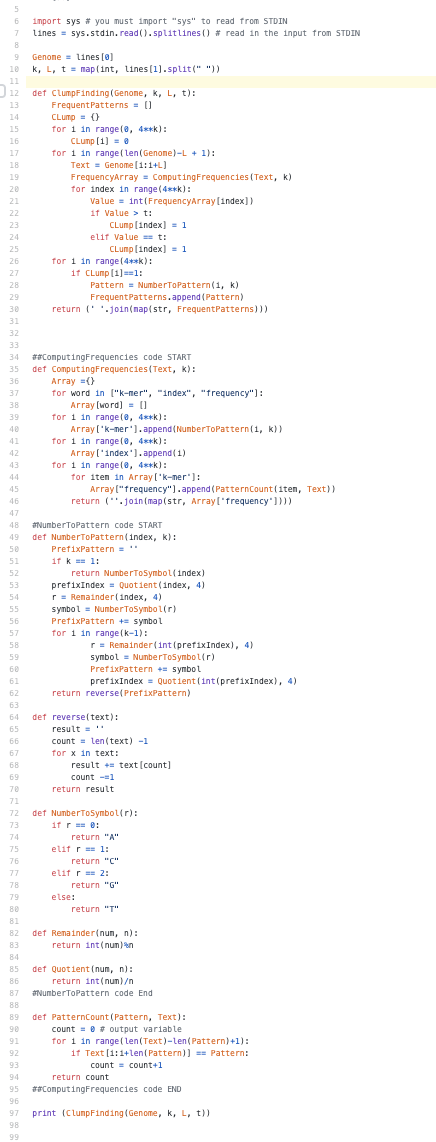 5
6 import sys # you must import "sys" to read from STDIN
7 lines = sys.stdin.read().splitlines() # read in the input from STDIN
8
9 Genome = lines[0]
10 k, L, t = map(int, lines[1].split(" "))
11
12 def ClumpFinding(Genome, k, L, t):
13     FrequentPatterns = []
14     CLump = {}
15     for i in range(0, 4**k):
16         CLump[i] = 0
17     for i in range(len(Genome)-L + 1):
18         Text = Genome[i:i+L]
19         FrequencyArray = ComputingFrequencies(Text, k)
20         for index in range(4**k):
21             Value = int(FrequencyArray[index])
22             if Value > t:
23                 CLump[index] = 1
24             elif Value == t:
25                 CLump[index] = 1
26     for i in range(4**k):
27         if CLump[i]==1:
28             Pattern = NumberToPattern(i, k)
29             FrequentPatterns.append(Pattern)
30     return (' '.join(map(str, FrequentPatterns)))
31
32
33
34 ##ComputingFrequencies code START
35 def ComputingFrequencies(Text, k):
36     Array ={}
37     for word in ["k-mer", "index", "frequency"]:
38         Array[word] = []
39     for i in range(0, 4**k):
40         Array['k-mer'].append(NumberToPattern(i, k))
41     for i in range(0, 4**k):
42         Array['index'].append(i)
43     for i in range(0, 4**k):
44         for item in Array['k-mer']:
45             Array["frequency"].append(PatternCount(item, Text))
46         return (''.join(map(str, Array['frequency'])))
47
48 #NumberToPattern code START
49 def NumberToPattern(index, k):
50     PrefixPattern = ''
51     if k == 1:
52         return NumberToSymbol(index)
53     prefixIndex = Quotient(index, 4)
54     r = Remainder(index, 4)
55     symbol = NumberToSymbol(r)
56     PrefixPattern += symbol
57     for i in range(k-1):
58             r = Remainder(int(prefixIndex), 4)
59             symbol = NumberToSymbol(r)
60             PrefixPattern += symbol
61             prefixIndex = Quotient(int(prefixIndex), 4)
62     return reverse(PrefixPattern)
63
64 def reverse(text):
65     result = ''
66     count = len(text) -1
67     for x in text:
68         result += text[count]
69         count -=1
70     return result
71
72 def NumberToSymbol(r):
73     if r == 0:
74         return "A"
75     elif r == 1:
76         return "C"
77     elif r == 2:
78         return "G"
79     else:
80         return "T"
81
82 def Remainder(num, n):
83     return int(num)%n
84
85 def Quotient(num, n):
86     return int(num)/n
87 #NumberToPattern code End
88
89 def PatternCount(Pattern, Text):
90     count = 0 # output variable
91     for i in range(len(Text)-len(Pattern)+1):
92         if Text[i:i+len(Pattern)] == Pattern:
93             count = count+1
94     return count
95 ##ComputingFrequencies code END
96
97 print (ClumpFinding(Genome, k, L, t))
98
99